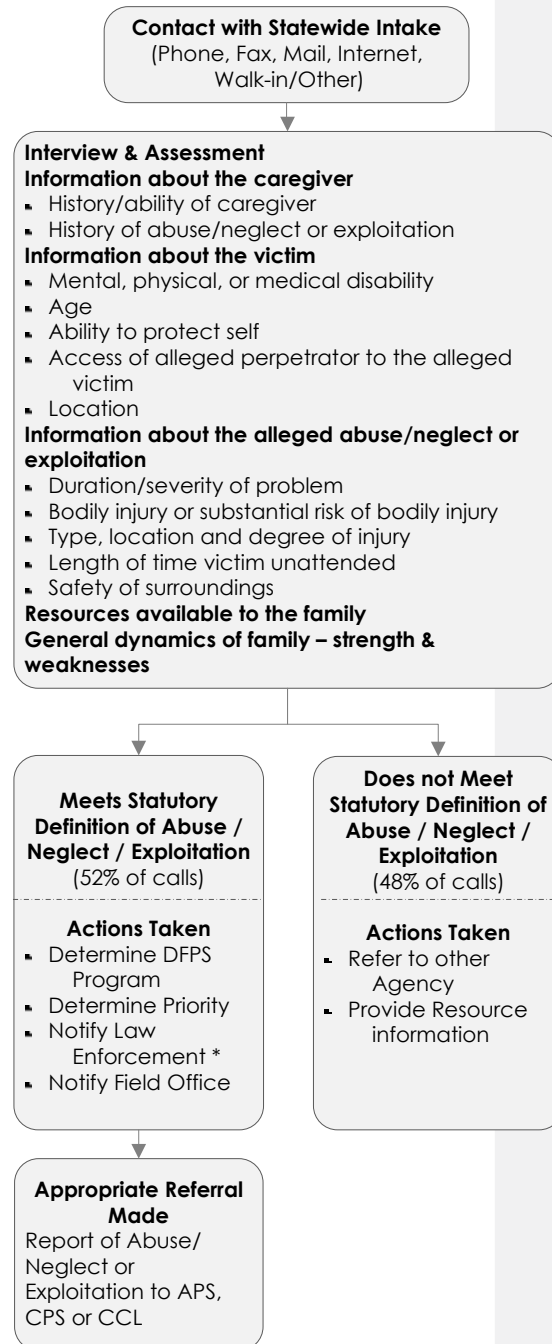 Contact with Statewide Intake
(Phone, Fax, Mail, Internet,
Walk-in/Other)
Interview & Assessment
Information about the caregiver
▪ History/ability of caregiver
▪ History of abuse/neglect or exploitation
Information about the victim
▪ Mental, physical, or medical disability
▪ Age
▪ Ability to protect self
▪ Access of alleged perpetrator to the alleged
victim
▪ Location
Information about the alleged abuse/neglect or
exploitation
▪ Duration/severity of problem
▪ Bodily injury or substantial risk of bodily injury
▪ Type, location and degree of injury
▪ Length of time victim unattended
▪ Safety of surroundings
Resources available to the family
General dynamics of family – strength &
weaknesses
Meets Statutory
Definition of Abuse /
Neglect / Exploitation
(52% of calls)
Actions Taken
▪ Determine DFPS
Program
▪ Determine Priority
▪ Notify Law
Enforcement *
▪ Notify Field Office
Does not Meet
Statutory Definition of
Abuse / Neglect /
Exploitation
(48% of calls)
Actions Taken
▪ Refer to other
Agency
▪ Provide Resource
information
Appropriate Referral
Made
Report of Abuse/
Neglect or
Exploitation to APS,
CPS or CCL